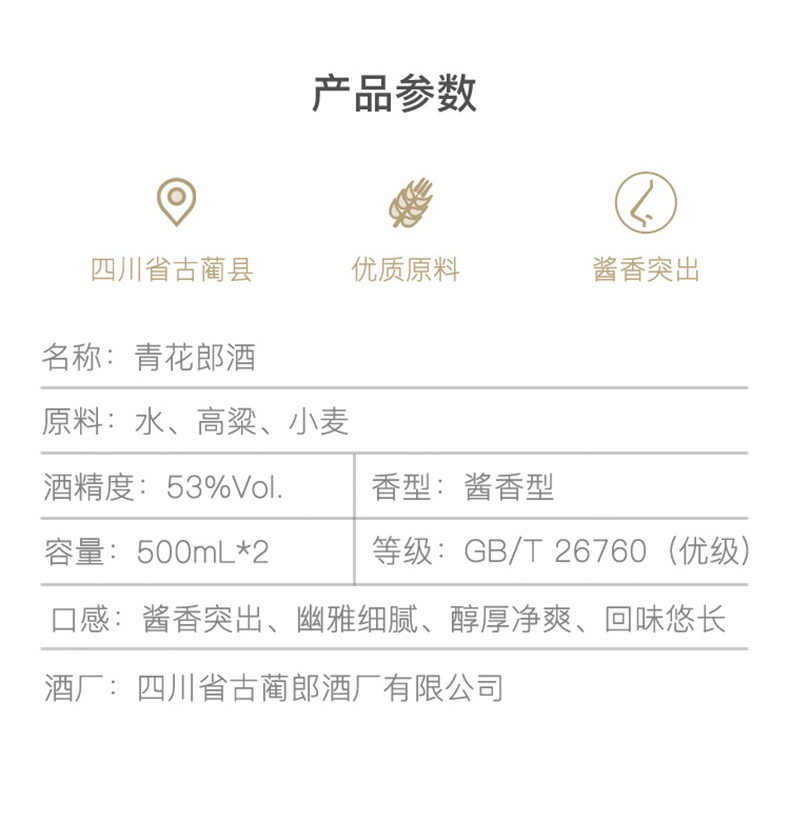 产品参数
四川省古蔺县 优质原料 酱香突出
名称：青花郎酒
原料：水、高粱、小麦
酒精度：53%Vol. 香型：酱香型
容量：500mL*2 等级：GB/T 26760（优级）
口感：酱香突出、幽雅细腻、醇厚净爽、回味悠长
酒厂：四川省古蔺郎酒厂有限公司